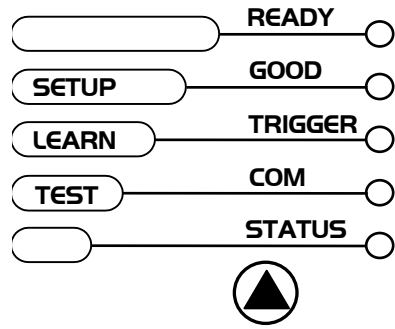 READY
SETUP GOOD
LEARN TRIGGER
TEST COM
STATUS